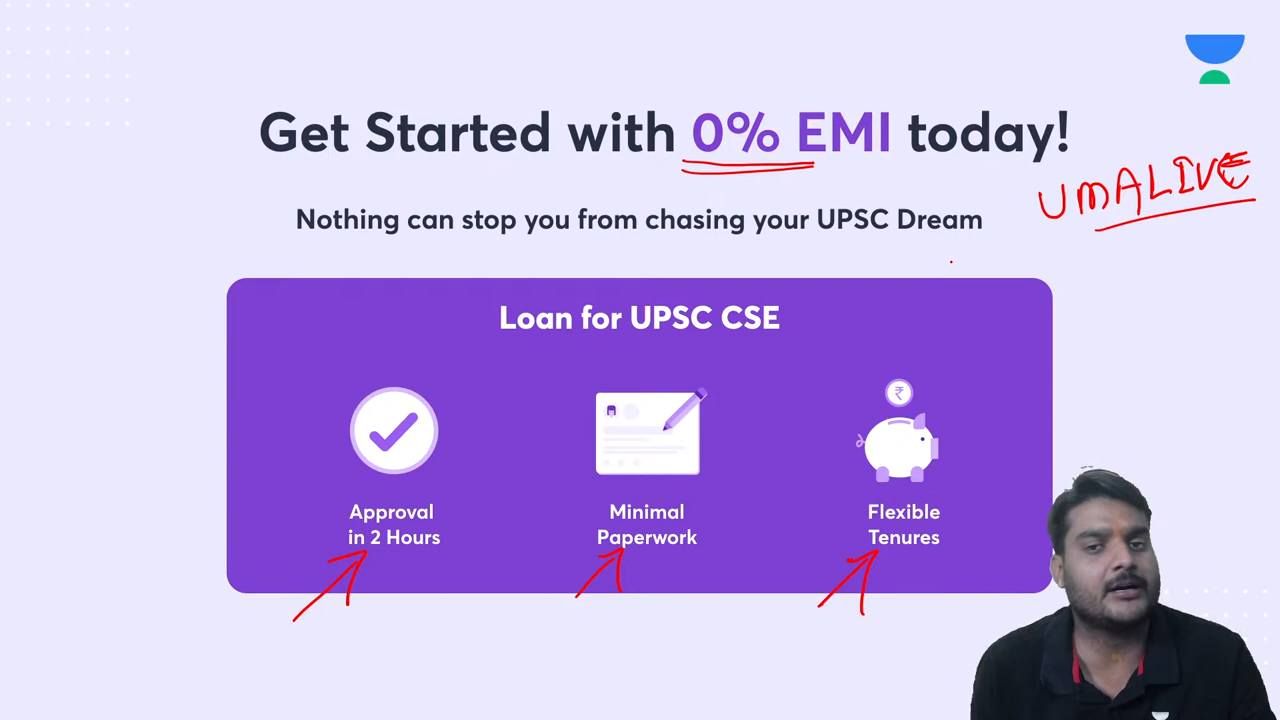 Get Started with 0% EMI today!
UMALIVE
Nothing can stop you from chasing your UPSC Dream
Loan for UPSC CSE
₹
Approval
in 2 Hours
Minimal
Paperwork
Flexible
Tenures